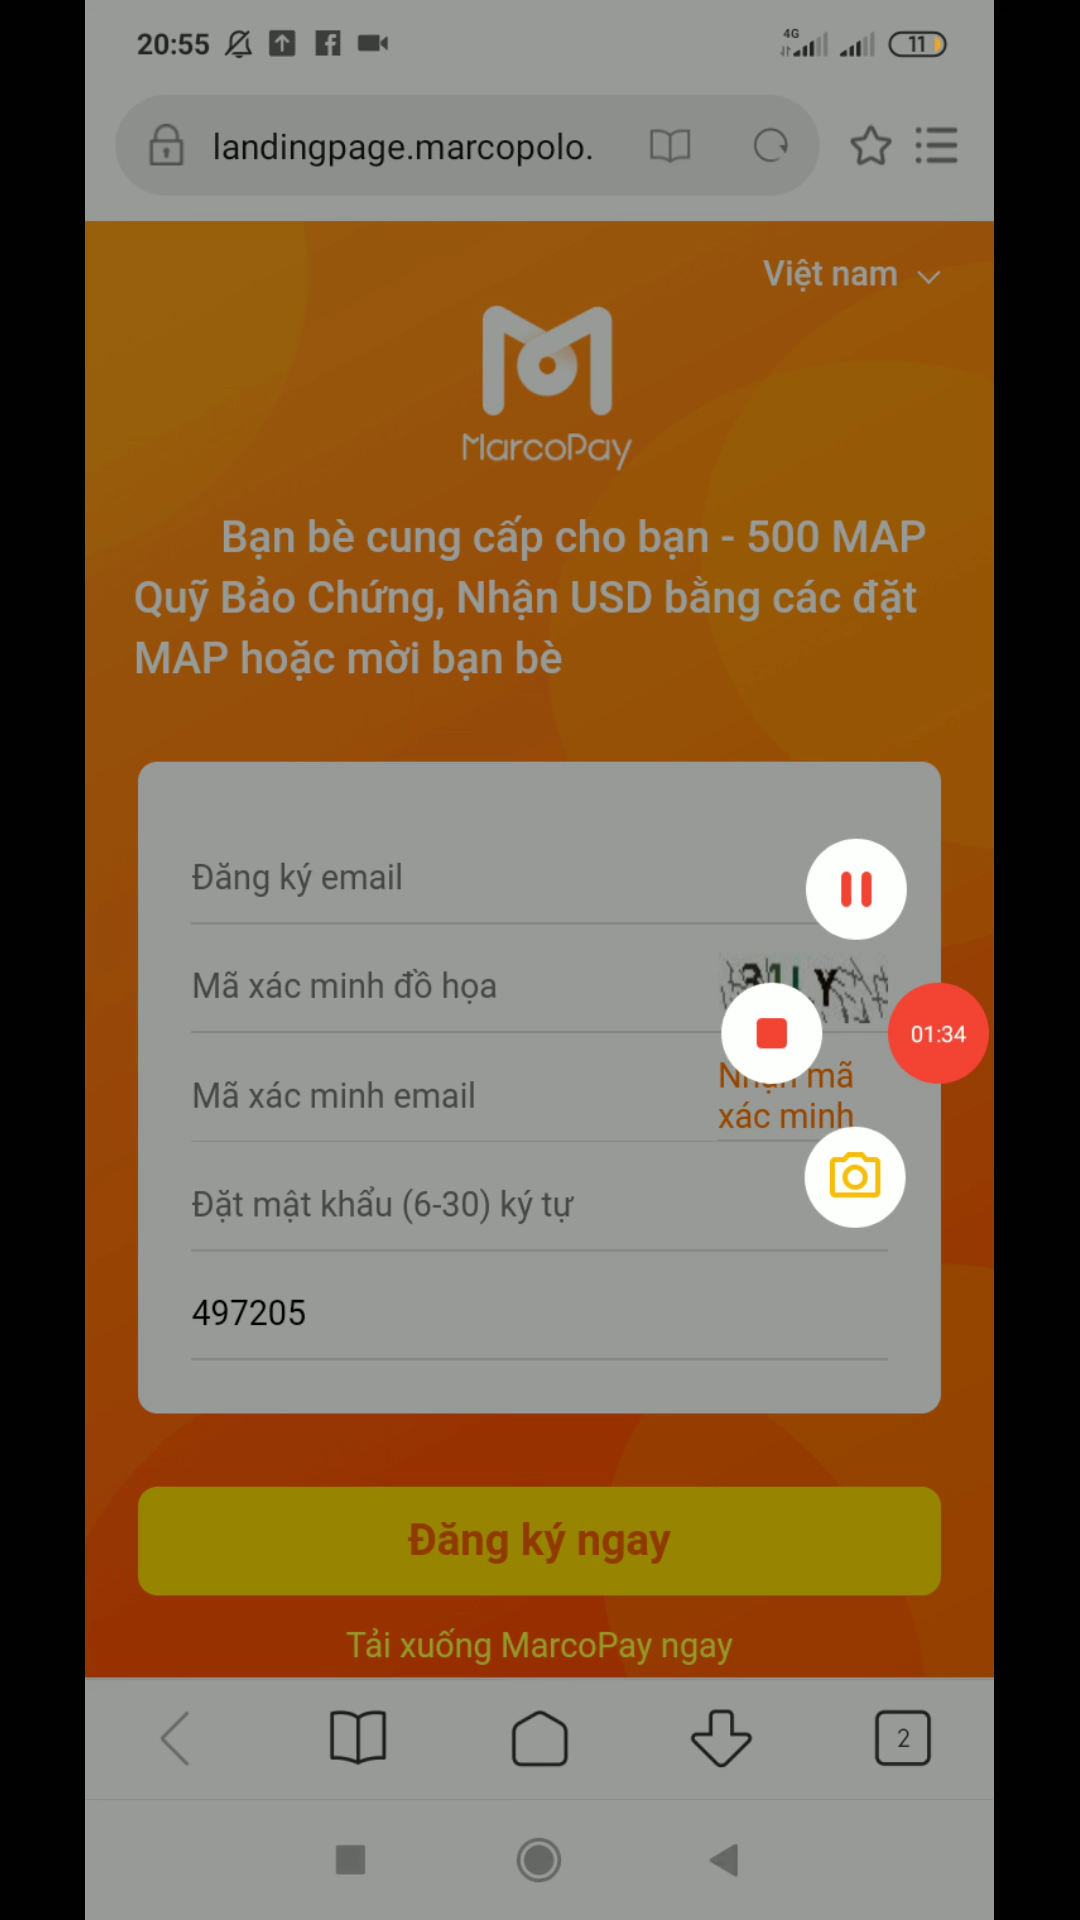 20:55
4G
11
landingpage.marcopolo.
Việt nam
MarcoPay
Bạn bè cung cấp cho bạn - 500 MAP
Quỹ Bảo Chứng, Nhận USD bằng các đặt
MAP hoặc mời bạn bè
Đăng ký email
Mã xác minh đồ họa
01:34
Mã xác minh email
Nhận mã
xác minh
Đặt mật khẩu (6-30) ký tự
497205
Đăng ký ngay
Tải xuống MarcoPay ngay
2